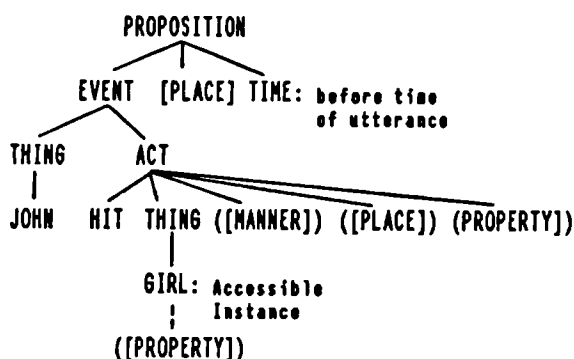 PROPOSITION
EVENT [PLACE] TIME: before time
of utterance
THING ACT
JOHN HIT THING ([MANNER]) ([PLACE]) (PROPERTY])
GIRL: Accessible
Instance
([PROPERTY])